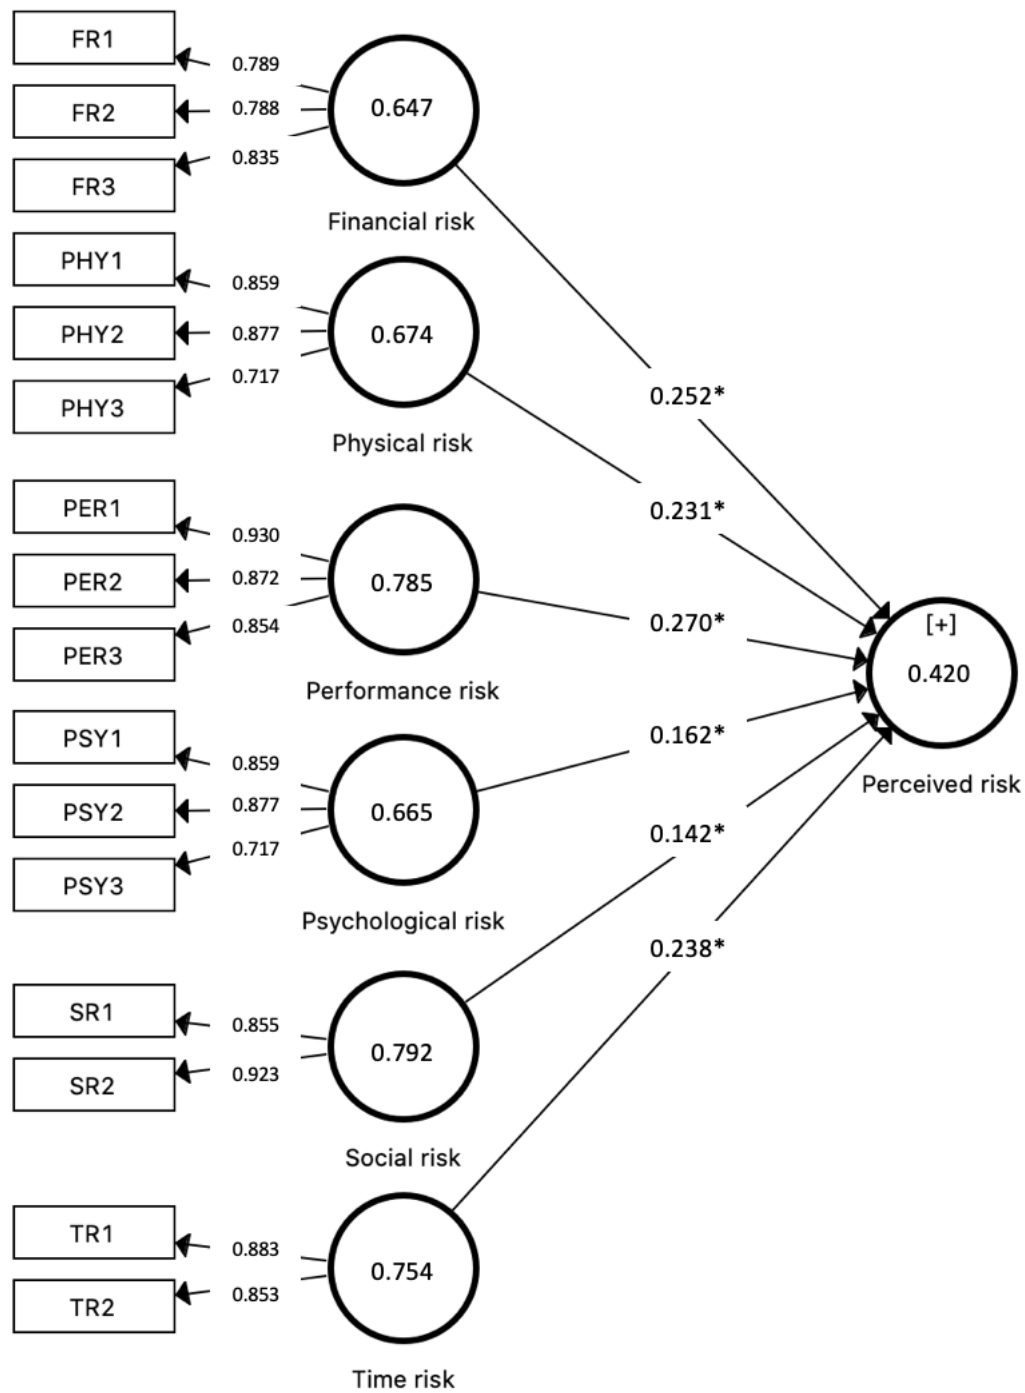 FR1
0.789
FR2
0.788
0.647
0.835
FR3
Financial risk
PHY1
0.859
PHY2
0.877
0.674
0.717
PHY3
Physical risk
0.252*
0.231*
PER1
0.930
PER2
0.872
0.785
0.854
PER3
Performance risk
0.270*
[+]
0.420
Perceived risk
PSY1
0.859
PSY2
0.877
0.665
0.717
PSY3
Psychological risk
0.162*
0.142*
0.238*
SR1
0.855
0.792
SR2
0.923
Social risk
TR1
0.883
0.754
TR2
0.853
Time risk